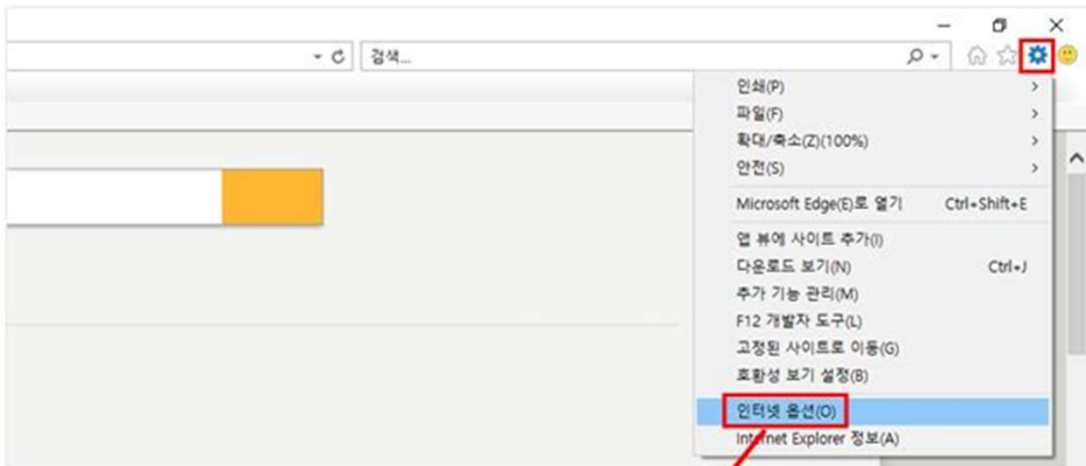 검색...
인쇄(P)
파일(F)
확대/축소(Z)(100%)
안전(S)
Microsoft Edge(E)로 열기 Ctrl+Shift+E
앱 뷰에 사이트 추가(I)
다운로드 보기(N) Ctrl+J
추가 기능 관리(M)
F12 개발자 도구(L)
고정된 사이트로 이동(G)
호환성 보기 설정(B)
인터넷 옵션(O)
Internet Explorer 정보(A)